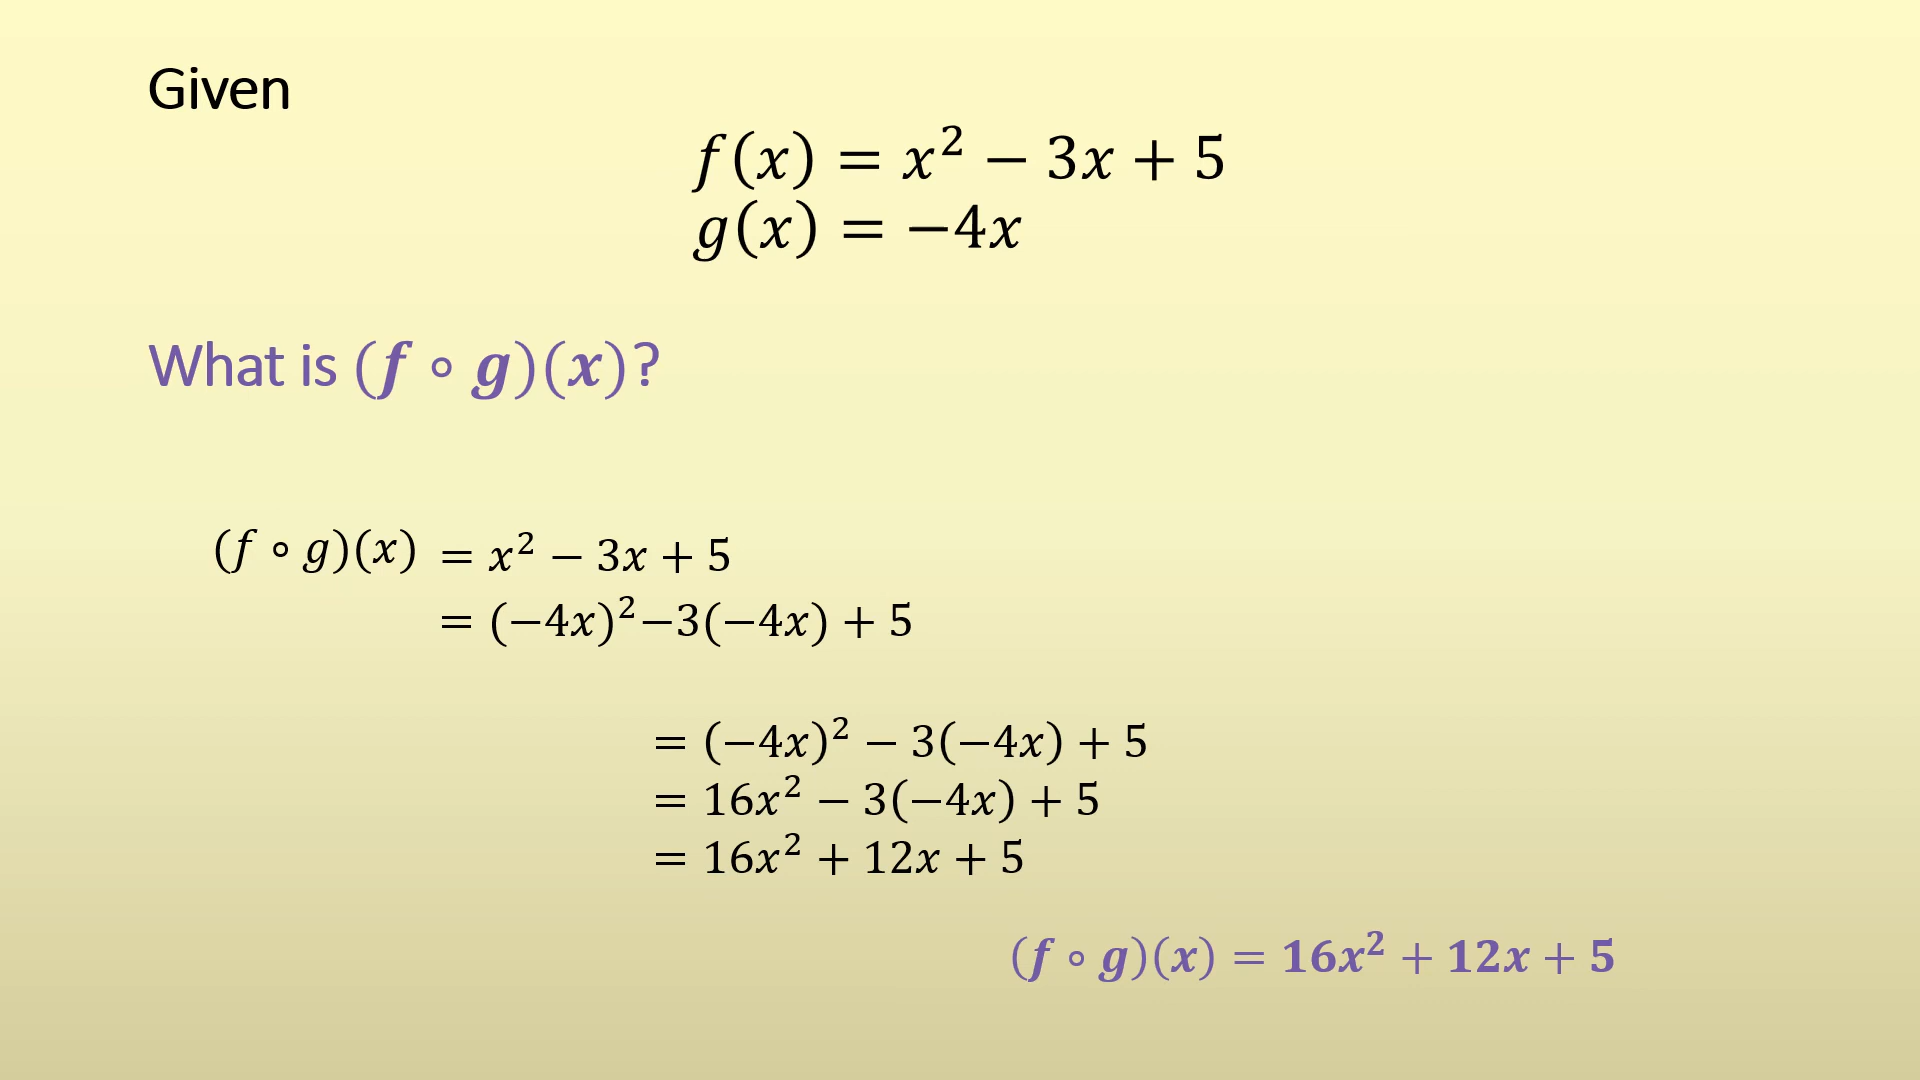 Given
f(x) = x² − 3x + 5
g(x) = −4x
What is (f ∘ g)(x)?
(f ∘ g)(x) = x² − 3x + 5
= (−4x)²−3(−4x) + 5
= (−4x)² − 3(−4x) + 5
= 16x² − 3(−4x) + 5
= 16x² + 12x + 5
(f ∘ g)(x) = 16x² + 12x + 5